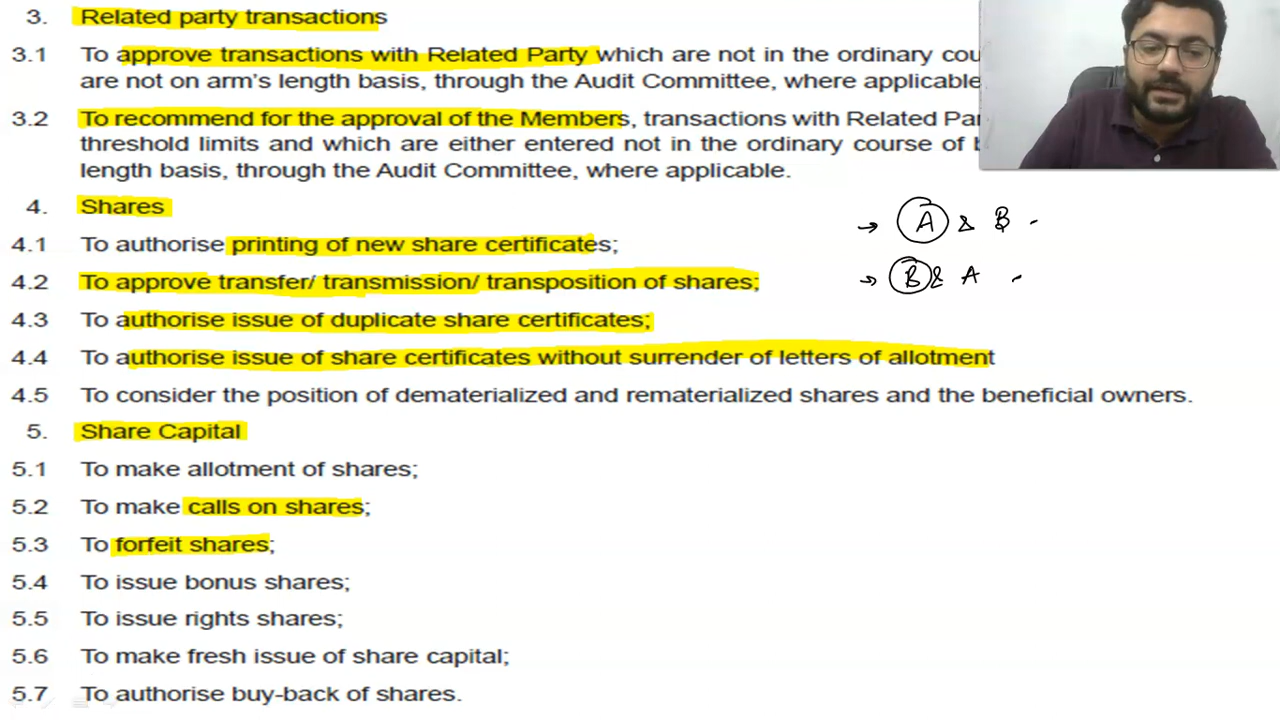 3. Related party transactions
3.1 To approve transactions with Related Party which are not in the ordinary cou
are not on arm's length basis, through the Audit Committee, where applicable
3.2 To recommend for the approval of the Members, transactions with Related Par
threshold limits and which are either entered not in the ordinary course of
length basis, through the Audit Committee, where applicable.
4. Shares
→ A & B -
4.1 To authorise printing of new share certificates;
4.2 To approve transfer/ transmission/ transposition of shares;
→ B & A -
4.3 To authorise issue of duplicate share certificates;
4.4 To authorise issue of share certificates without surrender of letters of allotment
4.5 To consider the position of dematerialized and rematerialized shares and the beneficial owners.
5. Share Capital
5.1 To make allotment of shares;
5.2 To make calls on shares;
5.3 To forfeit shares;
5.4 To issue bonus shares;
5.5 To issue rights shares;
5.6 To make fresh issue of share capital;
5.7 To authorise buy-back of shares.